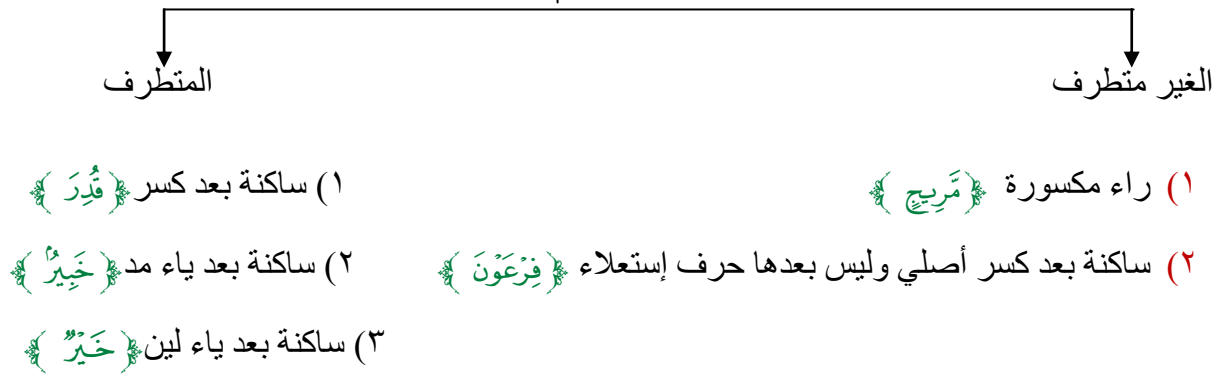 الغير متطرف المتطرف
١) راء مكسورة ﴿ مَّرِيجٍ ﴾ ١) ساكنة بعد كسر ﴿ قُدِرَ ﴾
٢) ساكنة بعد كسر أصلي وليس بعدها حرف إستعلاء ﴿ فِرْعَوْنَ ﴾ ٢) ساكنة بعد ياء مد ﴿ خَبِيرُۢ ﴾
٣) ساكنة بعد ياء لين ﴿ خَيْرٌ ﴾